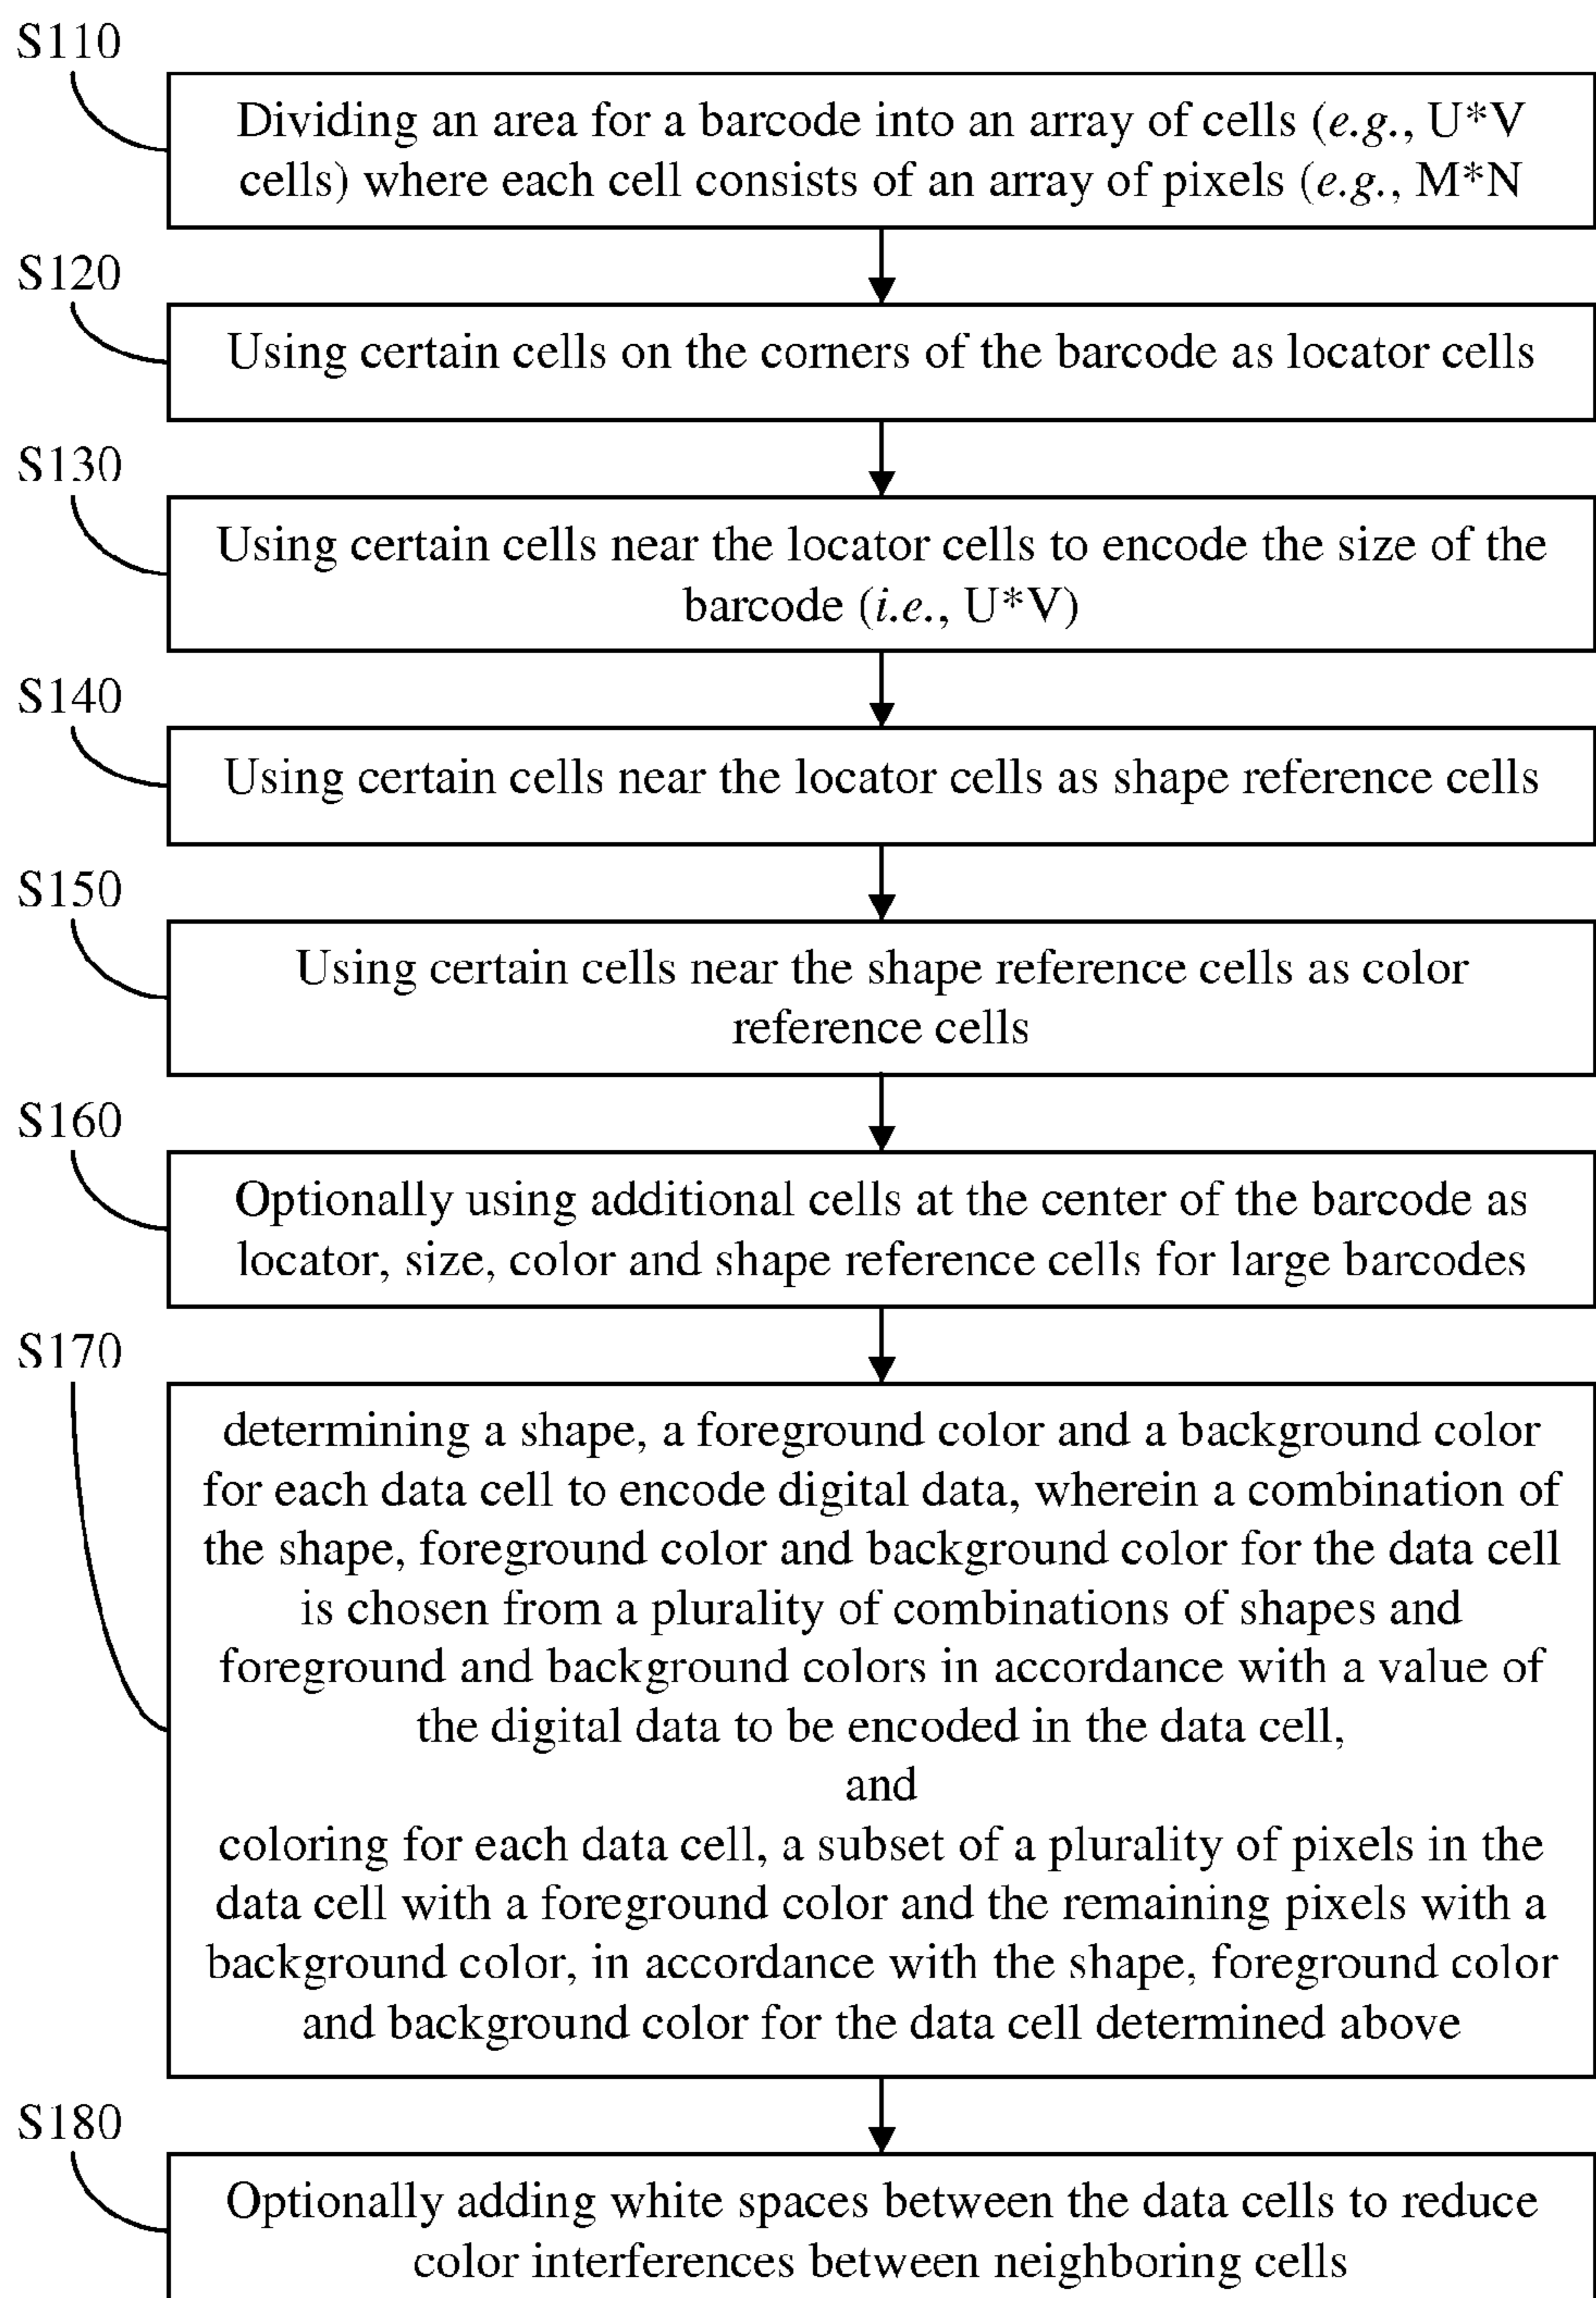 S110
Dividing an area for a barcode into an array of cells (e.g., U*V
cells) where each cell consists of an array of pixels (e.g., M*N
S120
Using certain cells on the corners of the barcode as locator cells
S130
Using certain cells near the locator cells to encode the size of the
barcode (i.e., U*V)
S140
Using certain cells near the locator cells as shape reference cells
S150
Using certain cells near the shape reference cells as color
reference cells
S160
Optionally using additional cells at the center of the barcode as
locator, size, color and shape reference cells for large barcodes
S170
determining a shape, a foreground color and a background color
for each data cell to encode digital data, wherein a combination of
the shape, foreground color and background color for the data cell
is chosen from a plurality of combinations of shapes and
foreground and background colors in accordance with a value of
the digital data to be encoded in the data cell,
and
coloring for each data cell, a subset of a plurality of pixels in the
data cell with a foreground color and the remaining pixels with a
background color, in accordance with the shape, foreground color
and background color for the data cell determined above
S180
Optionally adding white spaces between the data cells to reduce
color interferences between neighboring cells